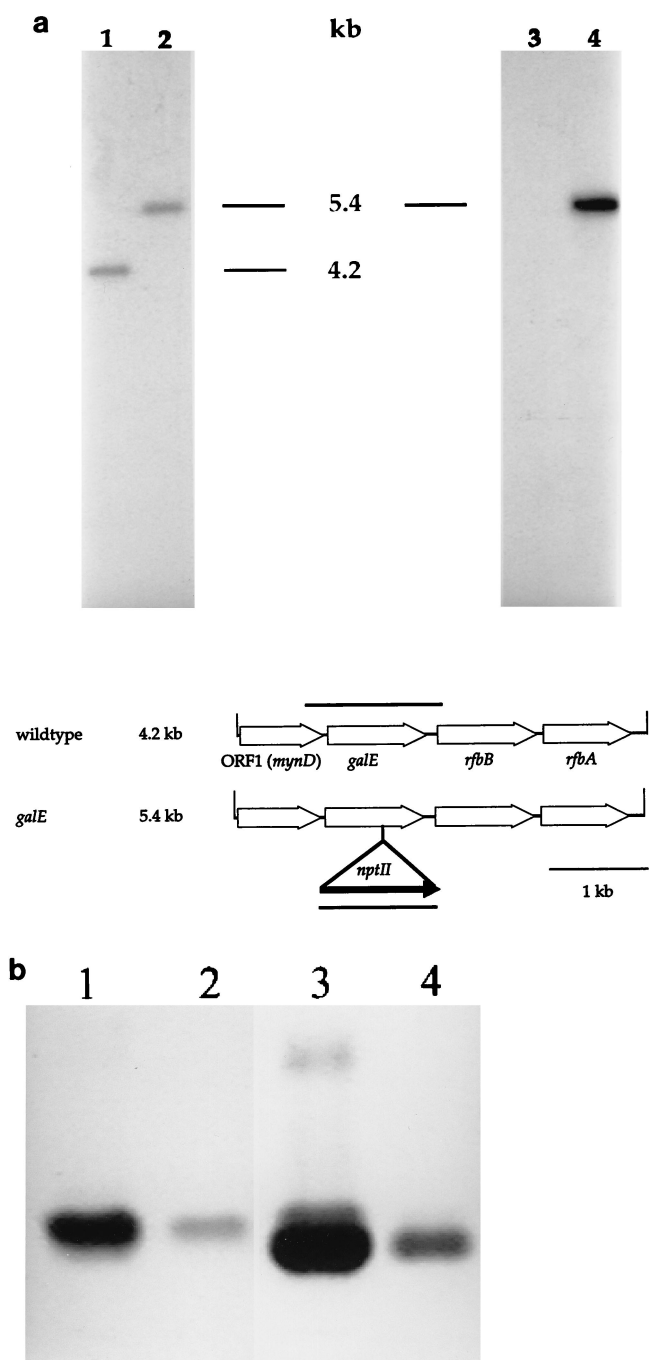 a
1 2 kb 3 4
5.4
4.2
wildtype 4.2 kb
ORF1 (mynD) galE rfbB rfbA
galE 5.4 kb
nptII
1 kb
b
1 2 3 4